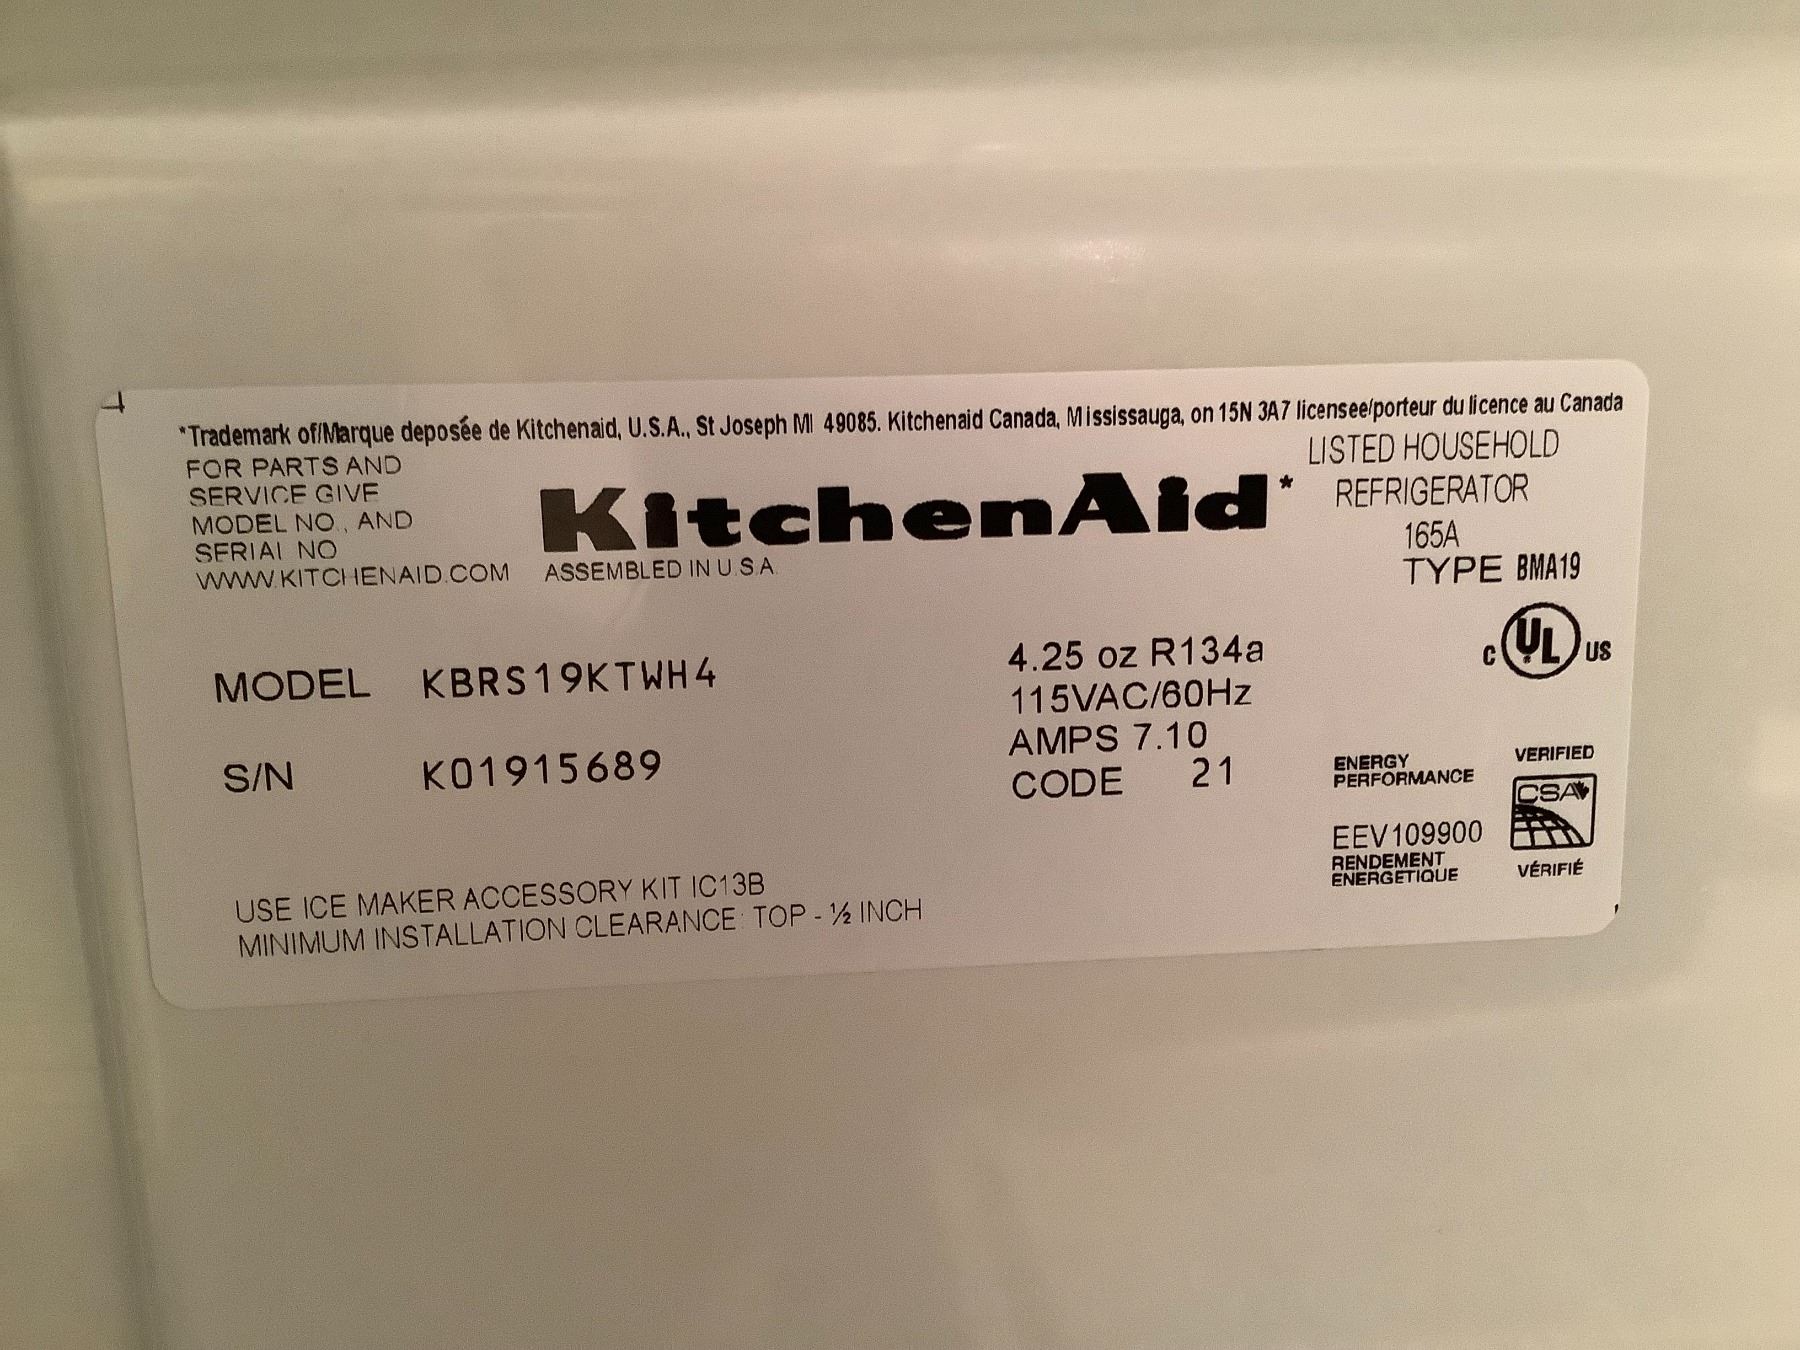 *Trademark of/Marque deposée de Kitchenaid, U.S.A., St Joseph MI 49085. Kitchenaid Canada, Mississauga, on 15N 3A7 licensee/porteur du licence au Canada
FOR PARTS AND
SERVICE GIVE
MODEL NO., AND
SERIAL NO
WWW.KITCHENAID.COM
KitchenAid*
ASSEMBLED IN U.S.A.
LISTED HOUSEHOLD
REFRIGERATOR
165A
TYPE BMA19
C UL US
MODEL KBRS19KTWH4
S/N K01915689
4.25 oz R134a
115VAC/60Hz
AMPS 7.10
CODE 21
ENERGY
PERFORMANCE
EEV109900
RENDEMENT
ENERGETIQUE
VERIFIED
CSA
VÉRIFIÉ
USE ICE MAKER ACCESSORY KIT IC13B
MINIMUM INSTALLATION CLEARANCE: TOP - ½ INCH